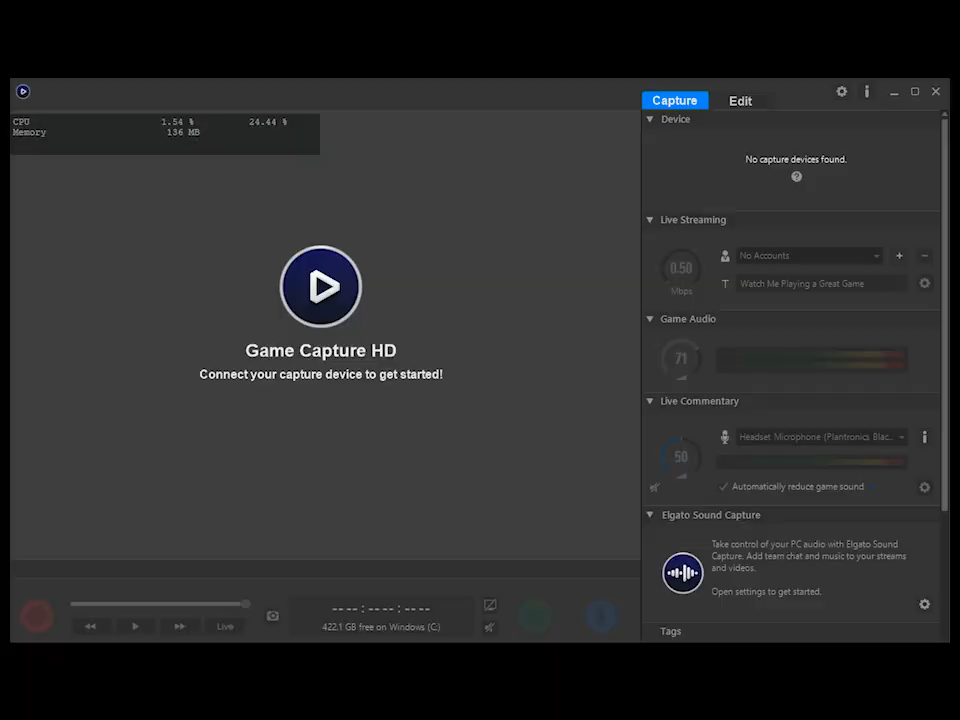 Capture Edit
CPU 1.54 % 24.44 %
Memory 136 MB
Game Capture HD
Connect your capture device to get started!
Live
--:--:--
422.1 GB free on Windows (C:)
Device
No capture devices found.
Live Streaming
0.50
Mbps
No Accounts
T Watch Me Playing a Great Game
Game Audio
71
Live Commentary
50
Headset Microphone (Plantronics Blac...
Automatically reduce game sound
Elgato Sound Capture
Take control of your PC audio with Elgato Sound
Capture. Add team chat and music to your streams
and videos.
Open settings to get started.
Tags